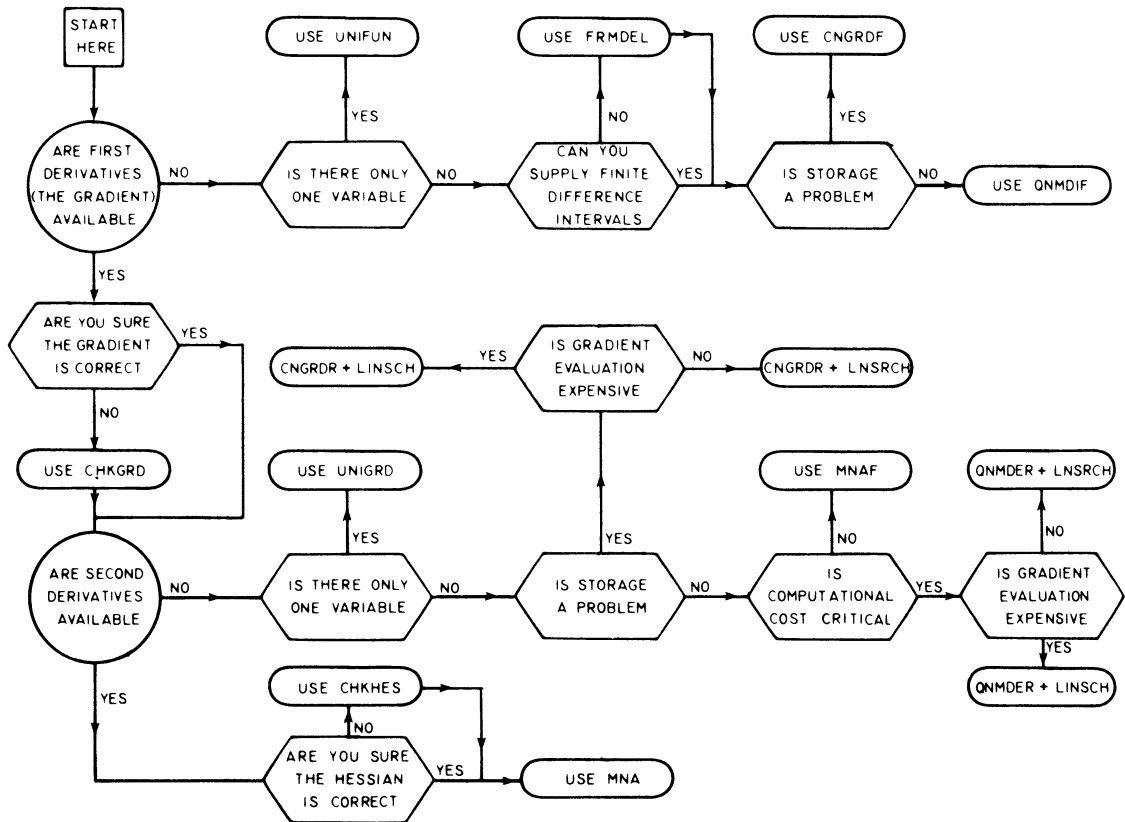 START
HERE
USE UNIFUN
USE FRMDEL
USE CNGRDF
YES
NO
YES
ARE FIRST
DERIVATIVES
(THE GRADIENT)
AVAILABLE
NO
IS THERE ONLY
ONE VARIABLE
NO
CAN YOU
SUPPLY FINITE
DIFFERENCE
INTERVALS
YES
IS STORAGE
A PROBLEM
NO
USE QNMDIF
YES
ARE YOU SURE
THE GRADIENT
IS CORRECT
YES
NO
USE CHKGRD
CNGRDR + LINSCH
YES
IS GRADIENT
EVALUATION
EXPENSIVE
NO
CNGRDR + LNSRCH
USE UNIGRD
USE MNAF
QNMDER + LNSRCH
YES
YES
NO
NO
ARE SECOND
DERIVATIVES
AVAILABLE
NO
IS THERE ONLY
ONE VARIABLE
NO
IS STORAGE
A PROBLEM
NO
IS
COMPUTATIONAL
COST CRITICAL
YES
IS GRADIENT
EVALUATION
EXPENSIVE
YES
QNMDER + LINSCH
YES
USE CHKHES
NO
ARE YOU SURE
THE HESSIAN
IS CORRECT
YES
USE MNA